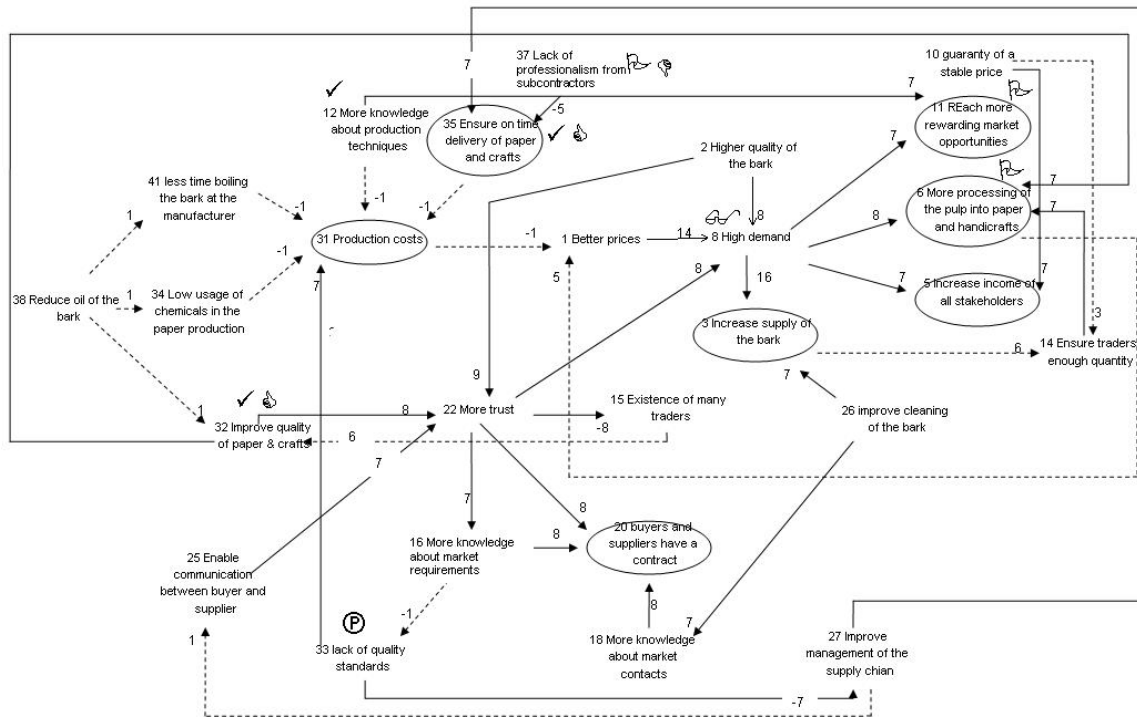 7
37 Lack of
professionalism from
subcontractors
10 guaranty of a
stable price
7
-5
12 More knowledge
about production
techniques
35 Ensure on time
delivery of paper
and crafts
11 REach more
rewarding market
opportunities
7
2 Higher quality of
the bark
41 less time boiling
the bark at the
manufacturer
-1
-1
-1
1
7
6 More processing of
the pulp into paper
and handicrafts
7
8
8
31 Production costs
-1
1 Better prices
14
8 High demand
-1
7
5
8
16
7
7
5 Increase income of
all stakeholders
38 Reduce oil of the
bark
1
34 Low usage of
chemicals in the
paper production
3 Increase supply of
the bark
3
6
14 Ensure traders
enough quantity
9
7
1
32 Improve quality
of paper & crafts
8
22 More trust
15 Existence of many
traders
-8
26 improve cleaning
of the bark
6
7
7
8
25 Enable
communication
between buyer and
supplier
16 More knowledge
about market
requirements
8
20 buyers and
suppliers have a
contract
-1
8
P
1
33 lack of quality
standards
18 More knowledge
about market
contacts
7
27 Improve
management of the
supply chian
-7